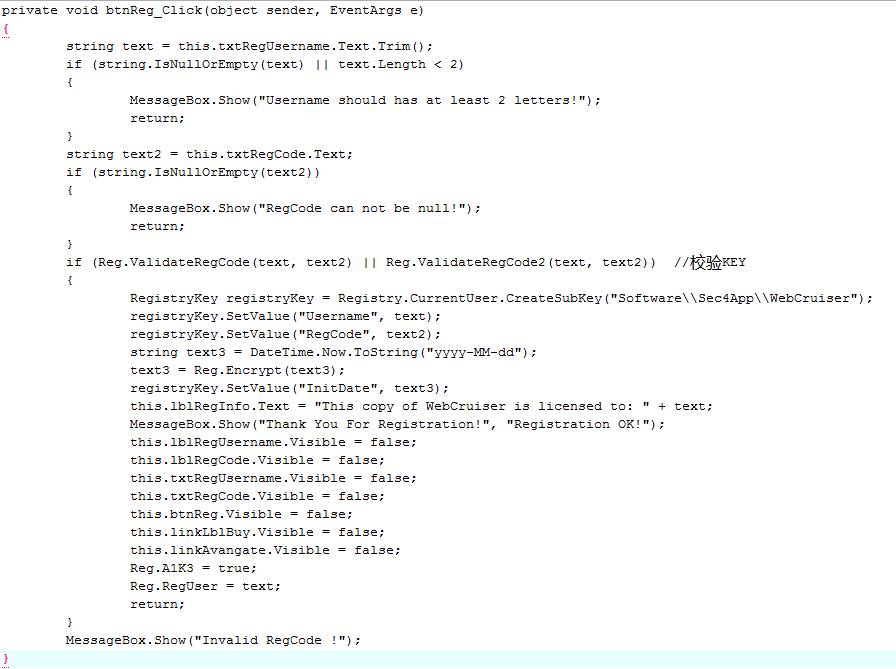 private void btnReg_Click(object sender, EventArgs e)
{
string text = this.txtRegUsername.Text.Trim();
if (string.IsNullOrEmpty(text) || text.Length < 2)
{
MessageBox.Show("Username should has at least 2 letters!");
return;
}
string text2 = this.txtRegCode.Text;
if (string.IsNullOrEmpty(text2))
{
MessageBox.Show("RegCode can not be null!");
return;
}
if (Reg.ValidateRegCode(text, text2) || Reg.ValidateRegCode2(text, text2))  //校验KEY
{
RegistryKey registryKey = Registry.CurrentUser.CreateSubKey("Software\\Sec4App\\WebCruiser");
registryKey.SetValue("Username", text);
registryKey.SetValue("RegCode", text2);
string text3 = DateTime.Now.ToString("yyyy-MM-dd");
text3 = Reg.Encrypt(text3);
registryKey.SetValue("InitDate", text3);
this.lblRegInfo.Text = "This copy of WebCruiser is licensed to: " + text;
MessageBox.Show("Thank You For Registration!", "Registration OK!");
this.lblRegUsername.Visible = false;
this.lblRegCode.Visible = false;
this.txtRegUsername.Visible = false;
this.txtRegCode.Visible = false;
this.btnReg.Visible = false;
this.linkLblBuy.Visible = false;
this.linkAvangate.Visible = false;
Reg.A1K3 = true;
Reg.RegUser = text;
return;
}
MessageBox.Show("Invalid RegCode !");
}